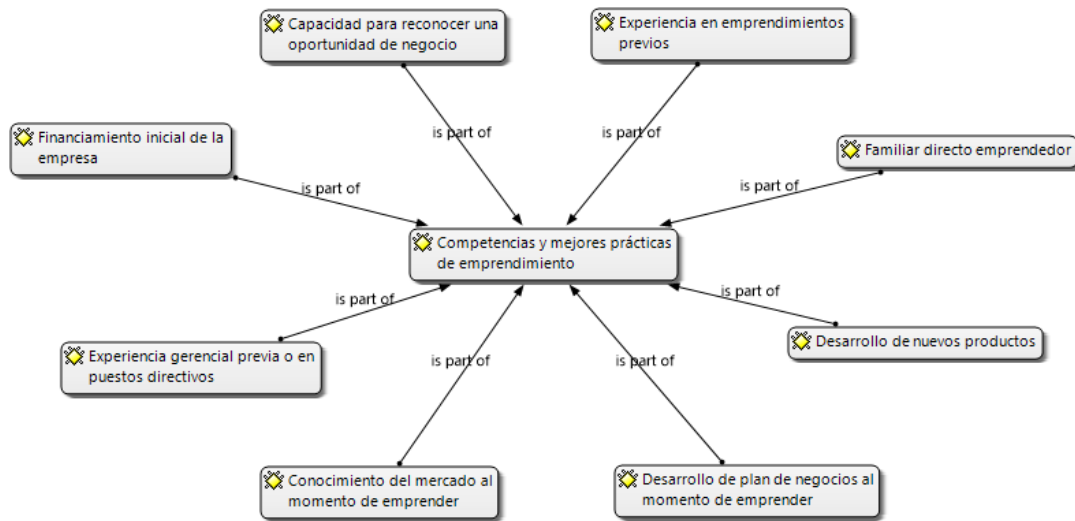 Capacidad para reconocer una
oportunidad de negocio
Experiencia en emprendimientos
previos
is part of
is part of
Financiamiento inicial de la
empresa
Familiar directo emprendedor
is part of
is part of
Competencias y mejores prácticas
de emprendimiento
is part of
is part of
Experiencia gerencial previa o en
puestos directivos
Desarrollo de nuevos productos
is part of
is part of
Conocimiento del mercado al
momento de emprender
Desarrollo de plan de negocios al
momento de emprender